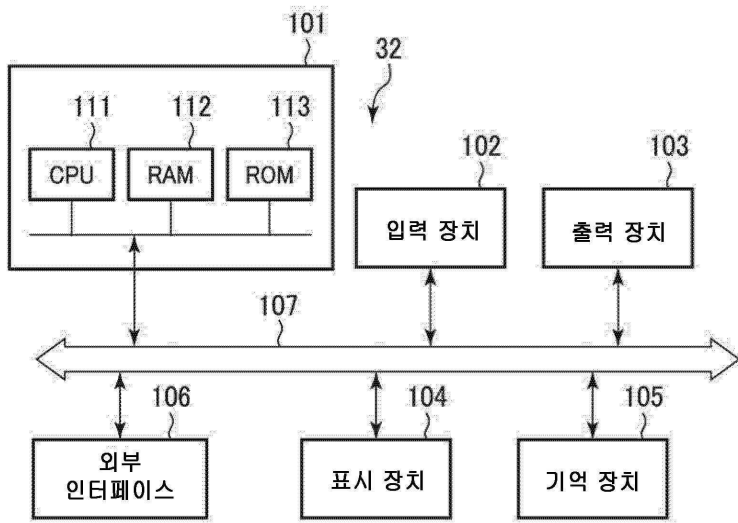 101
32
111
112
113
CPU
RAM
ROM
102
103
입력 장치
출력 장치
107
106
104
105
외부
인터페이스
표시 장치
기억 장치